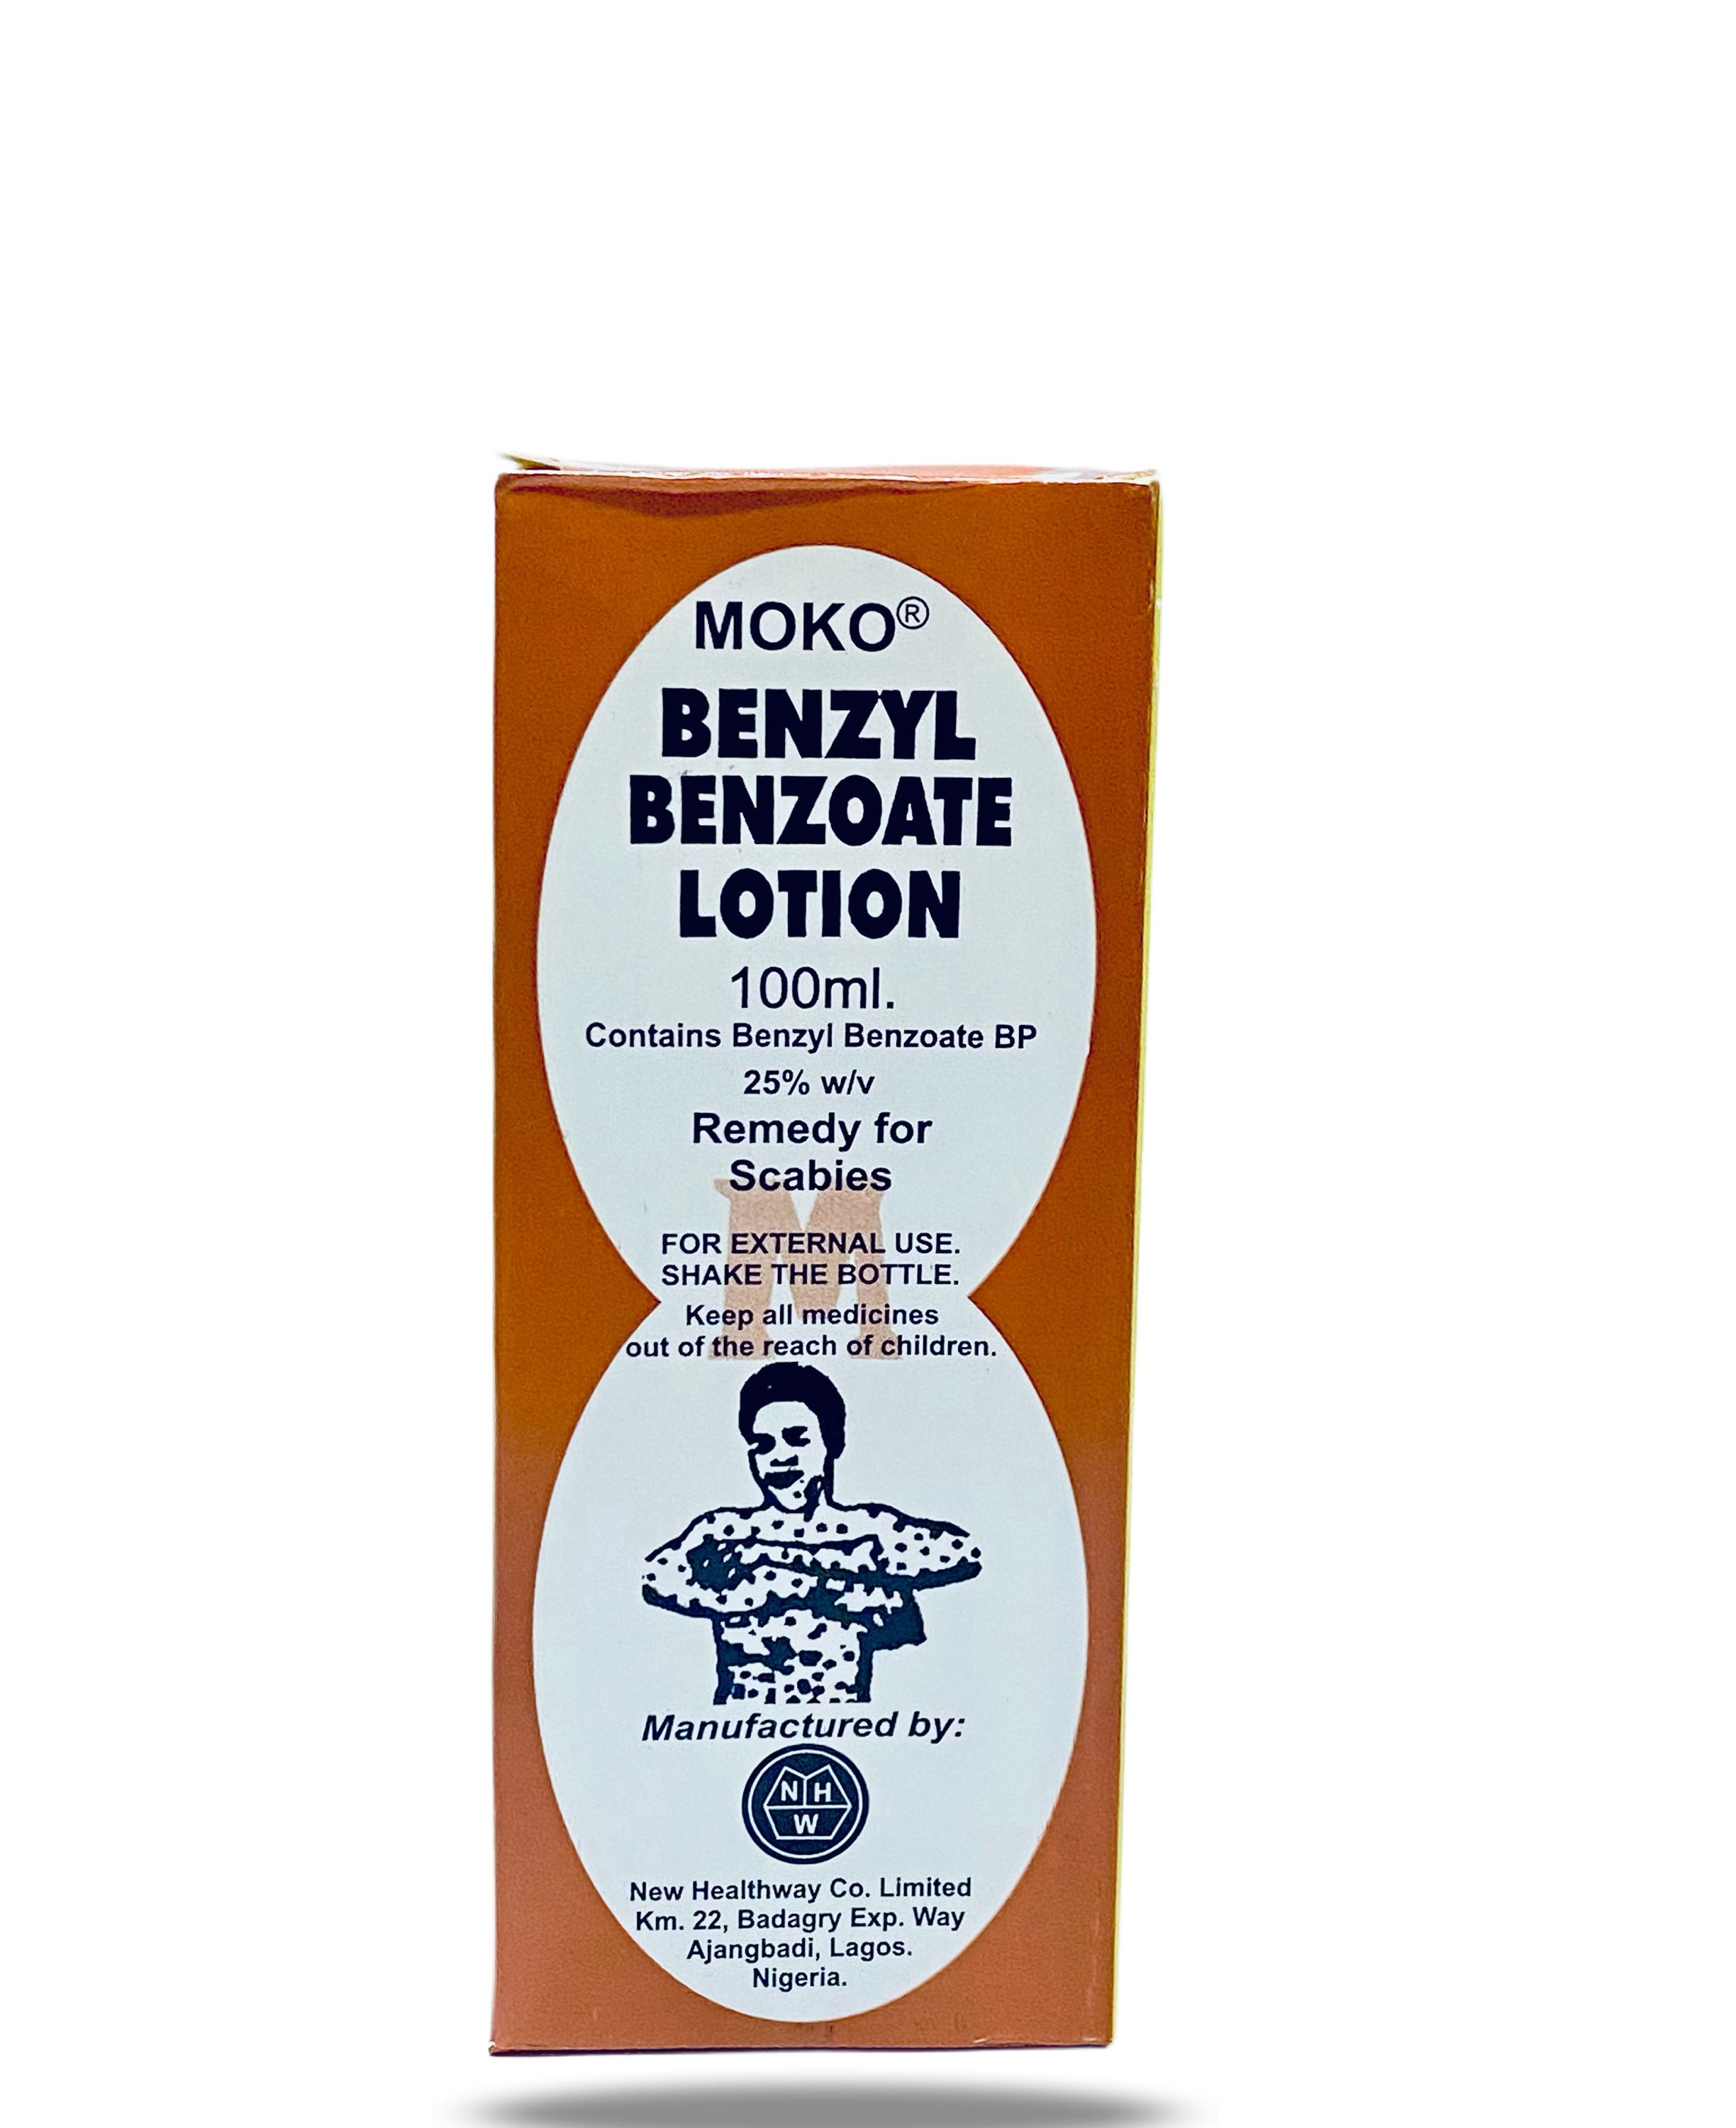 MOKO®
BENZYL
BENZOATE
LOTION
100ml.
Contains Benzyl Benzoate BP
25% w/v
Remedy for
Scabies
M
FOR EXTERNAL USE.
SHAKE THE BOTTLE.
Keep all medicines
out of the reach of children.
Manufactured by:
N H
W
New Healthway Co. Limited
Km. 22, Badagry Exp. Way
Ajangbadi, Lagos.
Nigeria.